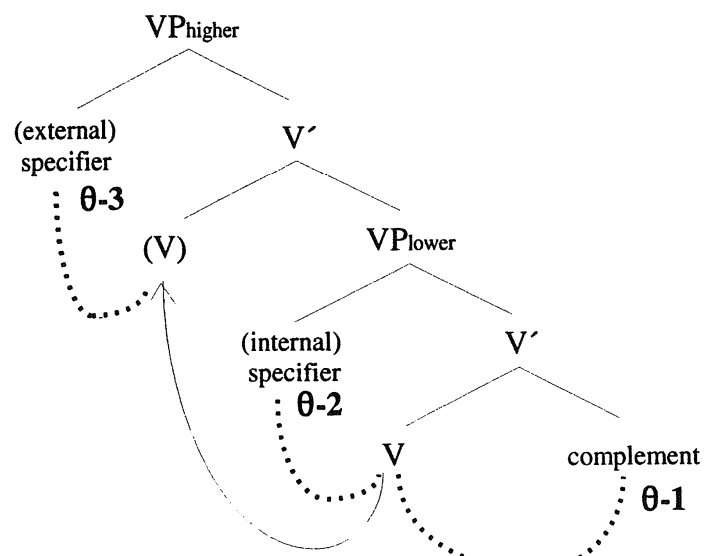 VPhigher
(external)
specifier
V´
θ-3
(V)
VPlower
(internal)
specifier
V´
θ-2
V
complement
θ-1